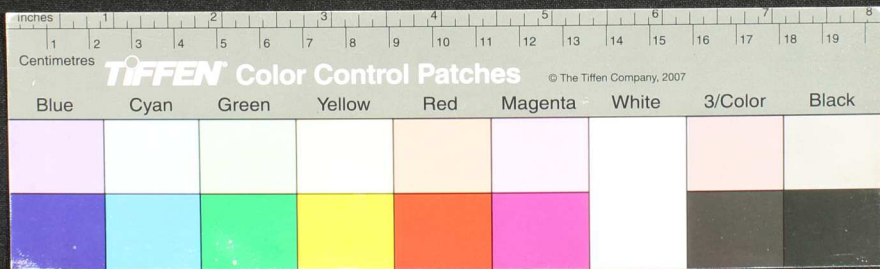 inches 1 2 3 4 5 6 7 8
1 2 3 4 5 6 7 8 9 10 11 12 13 14 15 16 17 18 19
Centimetres TIFFEN Color Control Patches © The Tiffen Company, 2007
Blue Cyan Green Yellow Red Magenta White 3/Color Black